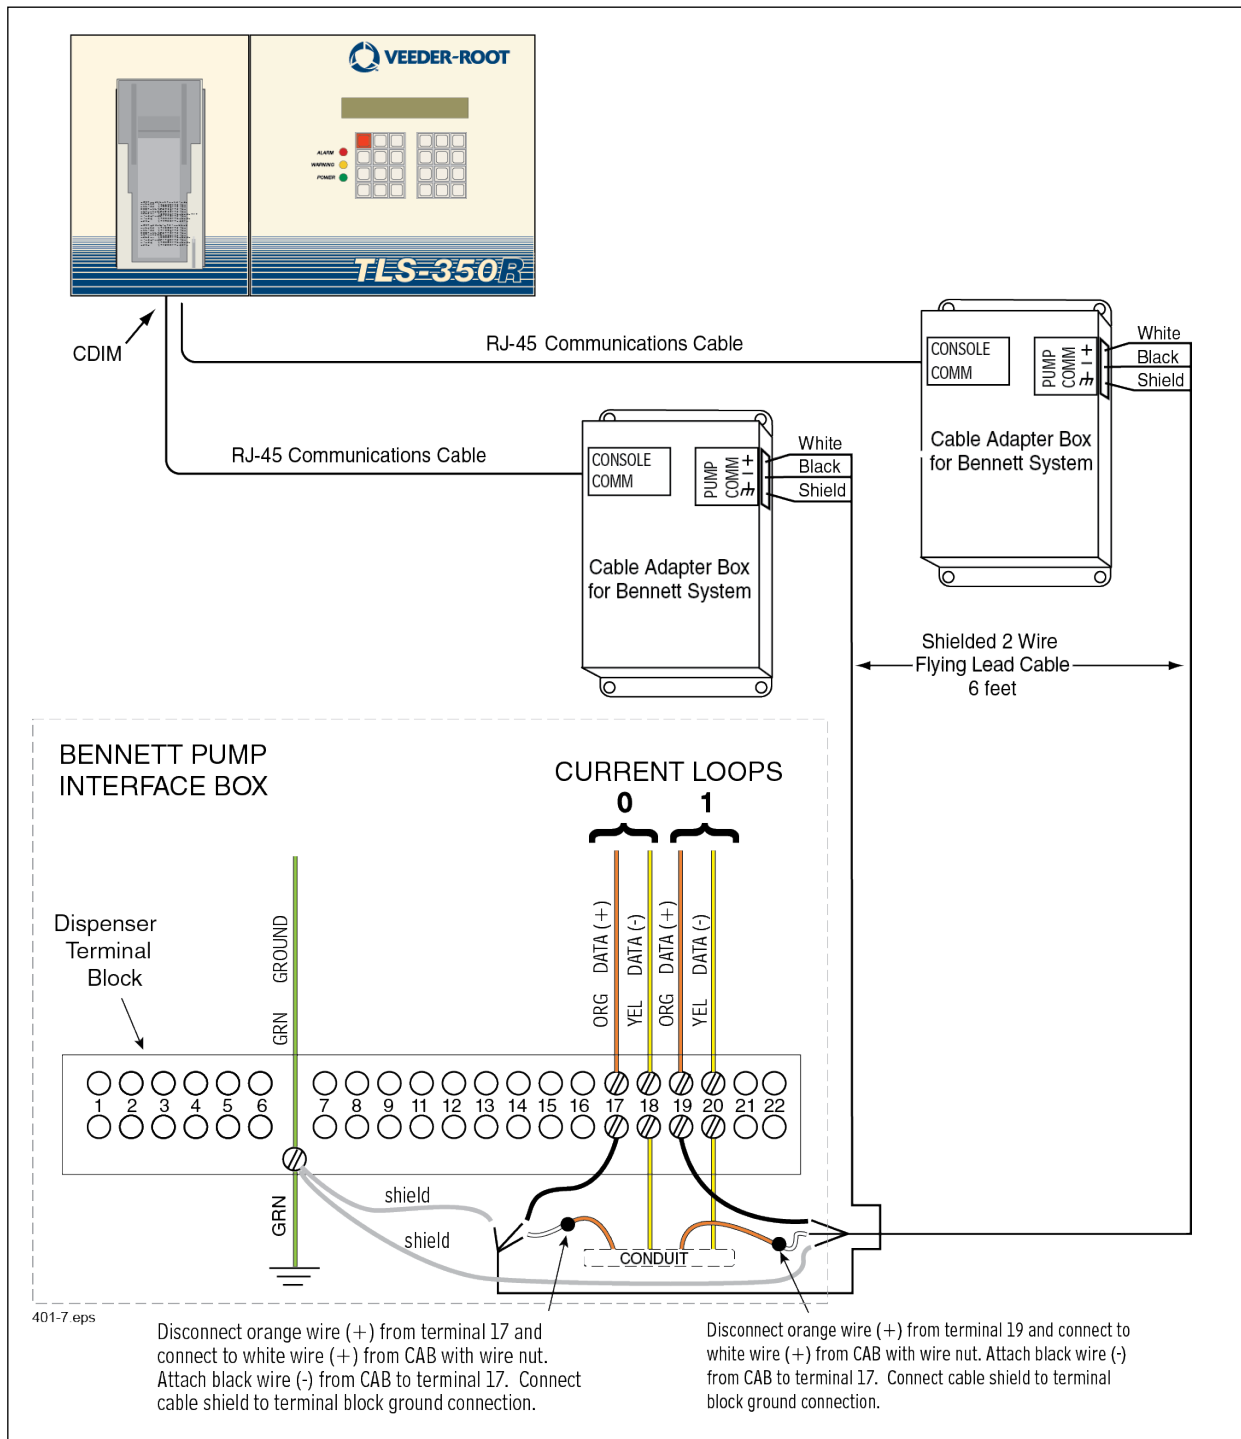 VEEDER-ROOT
ALARM
WARNING
POWER
TLS-350R
CDIM
RJ-45 Communications Cable
CONSOLE
COMM
PUMP
COMM
+
−
White
Black
Shield
Cable Adapter Box
for Bennett System
RJ-45 Communications Cable
CONSOLE
COMM
PUMP
COMM
+
−
White
Black
Shield
Cable Adapter Box
for Bennett System
Shielded 2 Wire
Flying Lead Cable
6 feet
BENNETT PUMP
INTERFACE BOX
CURRENT LOOPS
0 1
Dispenser
Terminal
Block
GRN GROUND
ORG DATA (+)
YEL DATA (-)
ORG DATA (+)
YEL DATA (-)
1 2 3 4 5 6 7 8 9 11 12 13 14 15 16 17 18 19 20 21 22
GRN
shield
shield
CONDUIT
401-7.eps
Disconnect orange wire (+) from terminal 17 and
connect to white wire (+) from CAB with wire nut.
Attach black wire (-) from CAB to terminal 17. Connect
cable shield to terminal block ground connection.
Disconnect orange wire (+) from terminal 19 and connect to
white wire (+) from CAB with wire nut. Attach black wire (-)
from CAB to terminal 17. Connect cable shield to terminal
block ground connection.